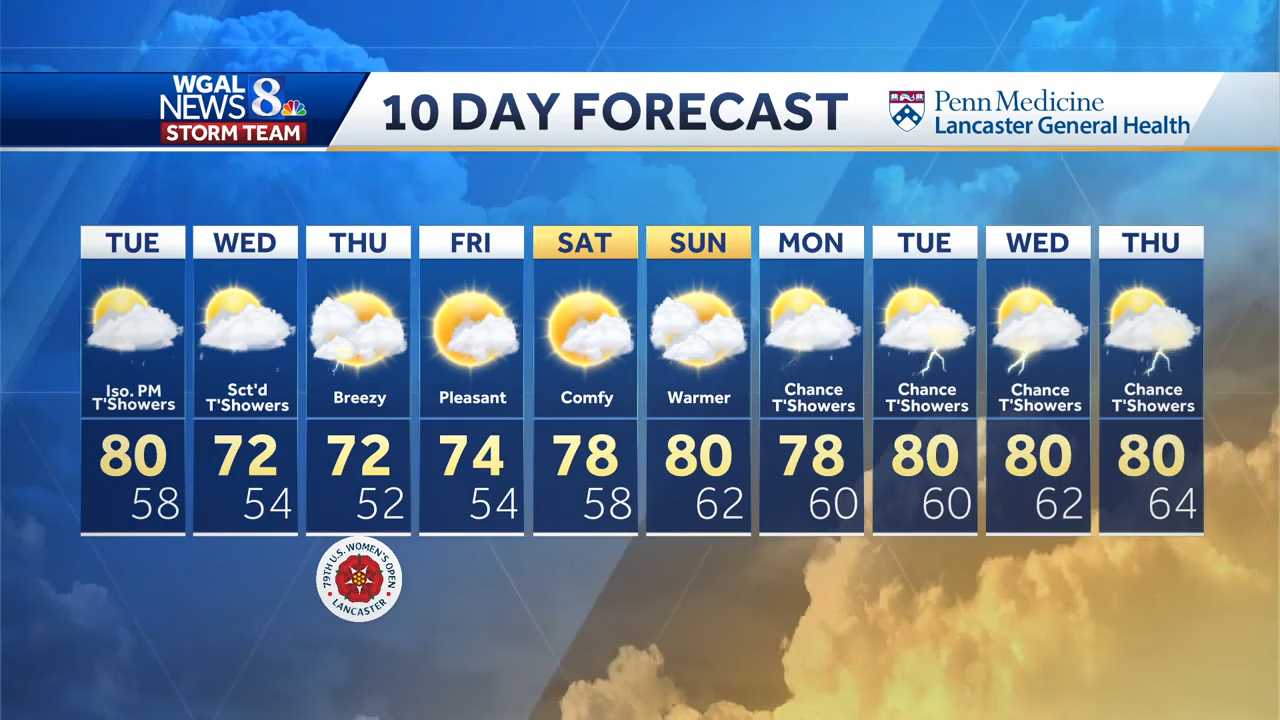 WGAL
NEWS 8
STORM TEAM
10 DAY FORECAST
Penn Medicine
Lancaster General Health
TUE WED THU FRI SAT SUN MON TUE WED THU
Iso. PM
T'Showers
Sct'd
T'Showers
Breezy
Pleasant
Comfy
Warmer
Chance
T'Showers
Chance
T'Showers
Chance
T'Showers
Chance
T'Showers
80 72 72 74 78 80 78 80 80 80
58 54 52 54 58 62 60 60 62 64
79TH U.S. WOMEN'S OPEN
LANCASTER